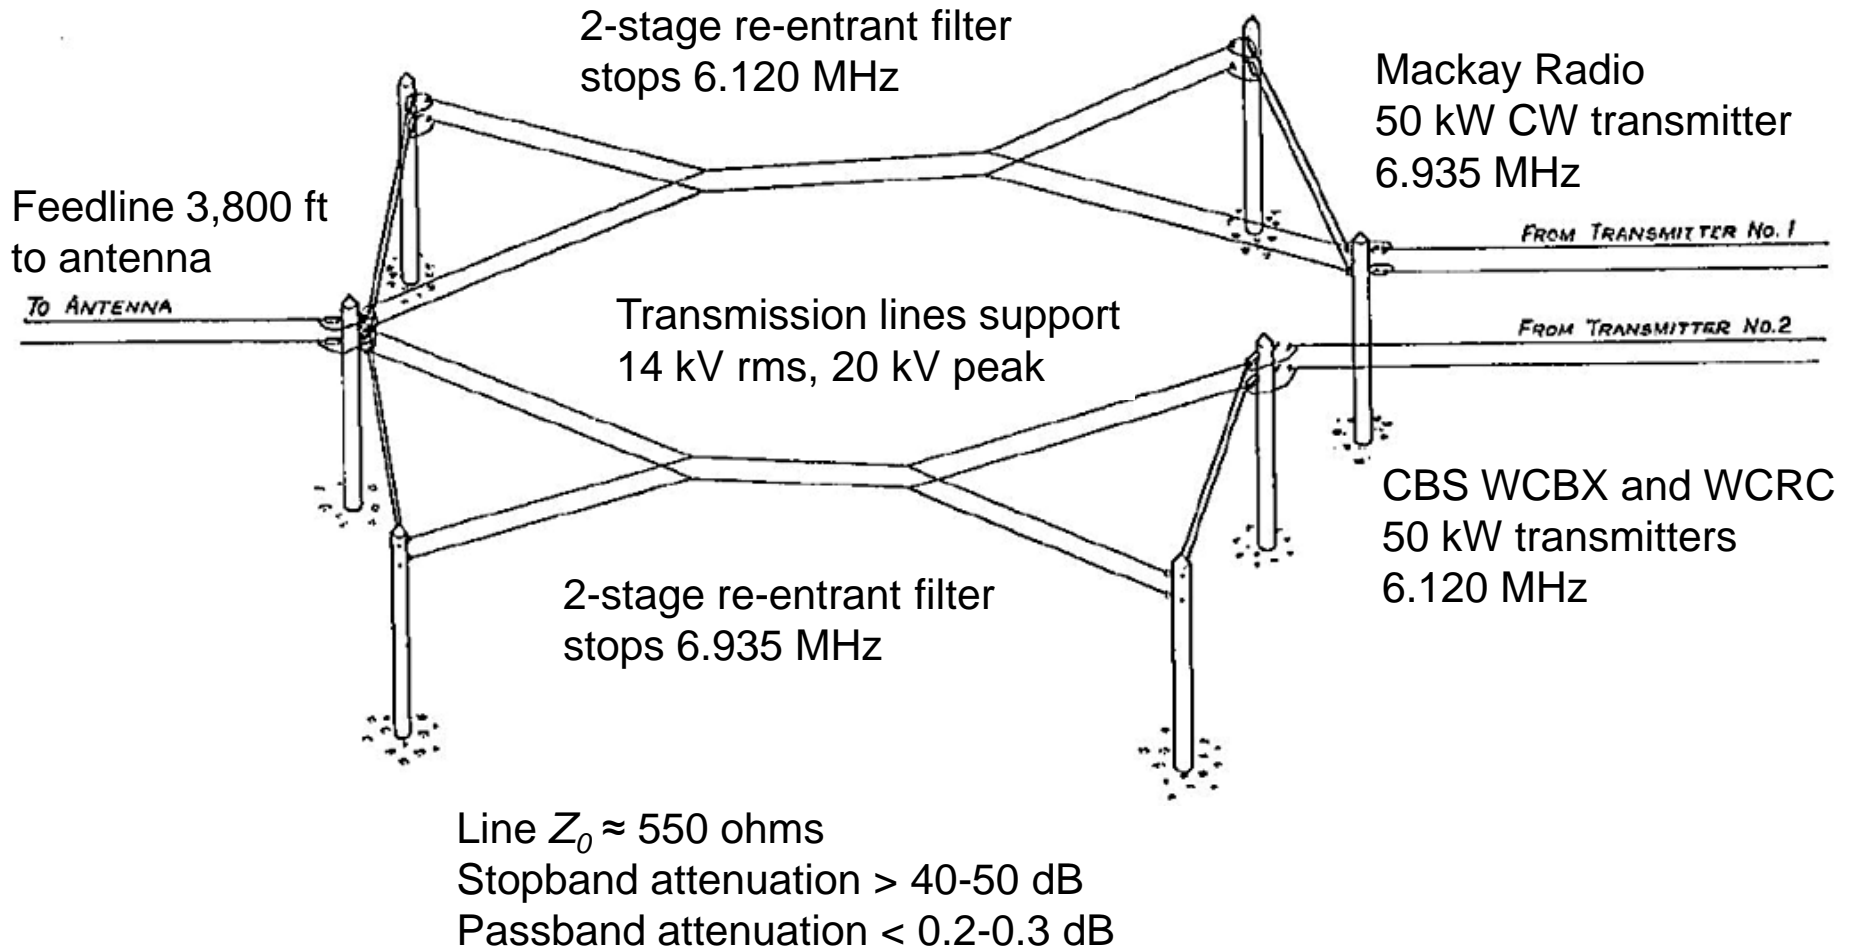 2-stage re-entrant filter
stops 6.120 MHz
Mackay Radio
50 kW CW transmitter
6.935 MHz
Feedline 3,800 ft
to antenna
FROM TRANSMITTER NO. 1
TO ANTENNA
Transmission lines support
14 kV rms, 20 kV peak
FROM TRANSMITTER NO.2
CBS WCBX and WCRC
50 kW transmitters
6.120 MHz
2-stage re-entrant filter
stops 6.935 MHz
Line Z₀ ≈ 550 ohms
Stopband attenuation > 40-50 dB
Passband attenuation < 0.2-0.3 dB